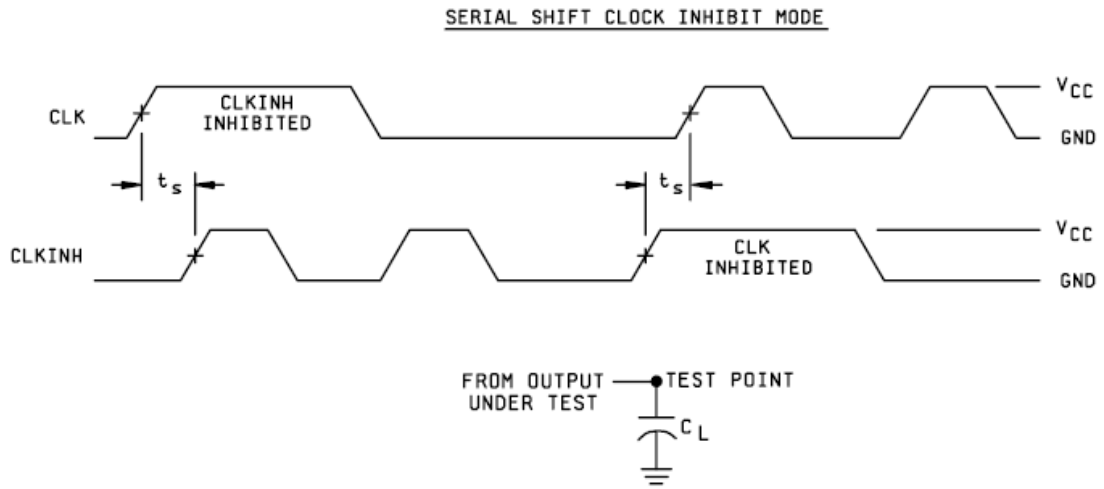 SERIAL SHIFT CLOCK INHIBIT MODE
CLK
CLKINH
INHIBITED
VCC
GND
ts
ts
CLKINH
CLK
INHIBITED
VCC
GND
FROM OUTPUT
UNDER TEST
TEST POINT
CL